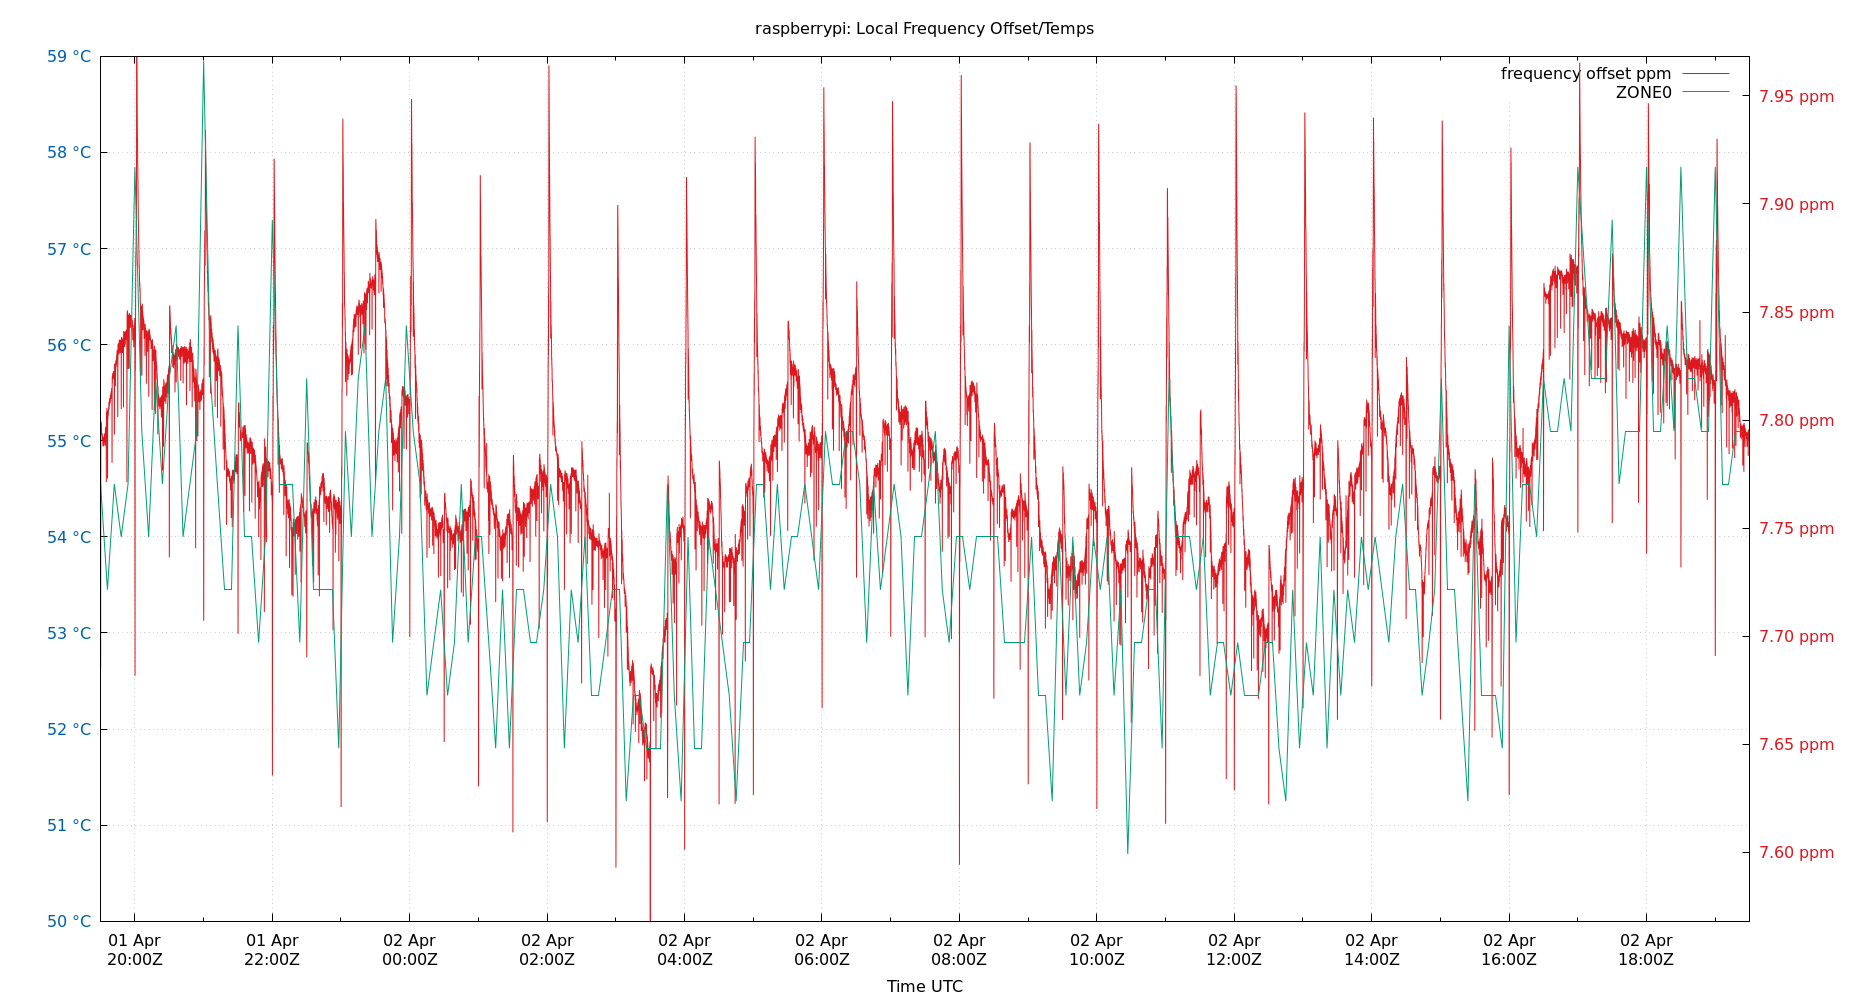 raspberrypi: Local Frequency Offset/Temps
59 °C
58 °C
57 °C
56 °C
55 °C
54 °C
53 °C
52 °C
51 °C
50 °C
frequency offset ppm
ZONE0
7.95 ppm
7.90 ppm
7.85 ppm
7.80 ppm
7.75 ppm
7.70 ppm
7.65 ppm
7.60 ppm
01 Apr 01 Apr 02 Apr 02 Apr 02 Apr 02 Apr 02 Apr 02 Apr 02 Apr 02 Apr 02 Apr 02 Apr
20:00Z 22:00Z 00:00Z 02:00Z 04:00Z 06:00Z 08:00Z 10:00Z 12:00Z 14:00Z 16:00Z 18:00Z
Time UTC